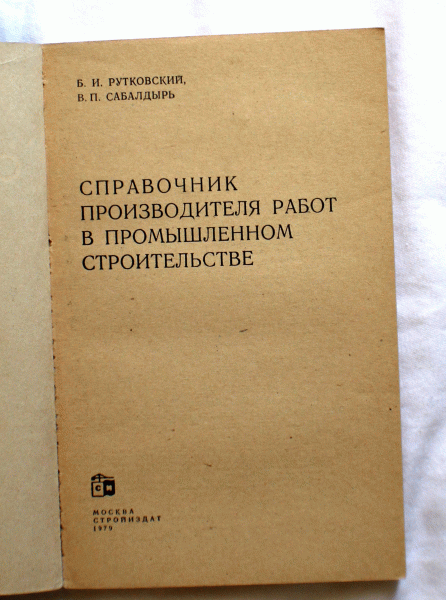 Б. И. РУТКОВСКИЙ,
В. П. САБАЛДЫРЬ
СПРАВОЧНИК
ПРОИЗВОДИТЕЛЯ РАБОТ
В ПРОМЫШЛЕННОМ
СТРОИТЕЛЬСТВЕ
МОСКВА
СТРОЙИЗДАТ
1979